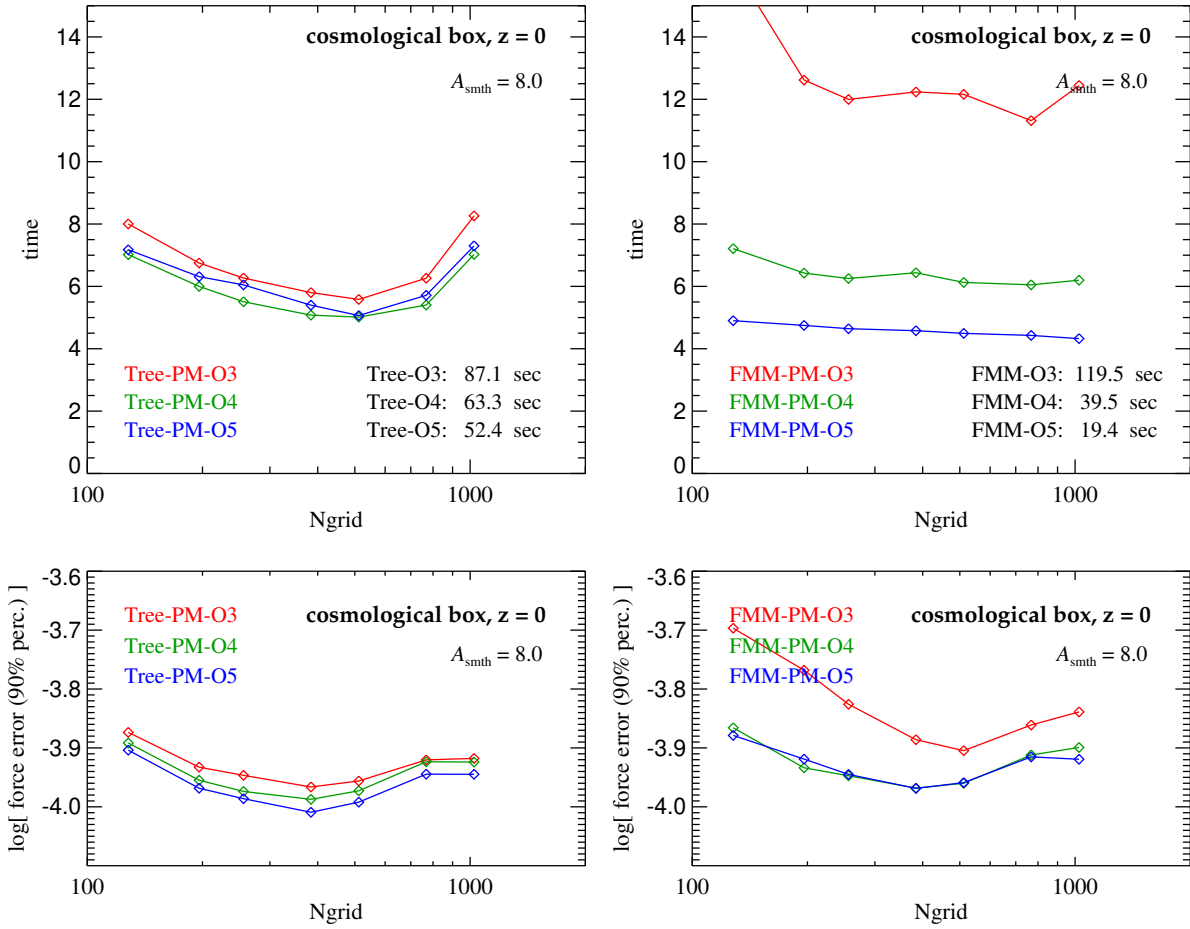 14
12
10
8
6
4
2
0
time
cosmological box, z = 0
A_smth = 8.0
Tree-PM-O3
Tree-PM-O4
Tree-PM-O5
Tree-O3: 87.1 sec
Tree-O4: 63.3 sec
Tree-O5: 52.4 sec
100
1000
Ngrid
14
12
10
8
6
4
2
0
time
cosmological box, z = 0
A_smth = 8.0
FMM-PM-O3
FMM-PM-O4
FMM-PM-O5
FMM-O3: 119.5 sec
FMM-O4: 39.5 sec
FMM-O5: 19.4 sec
100
1000
Ngrid
-3.6
-3.7
-3.8
-3.9
-4.0
log[ force error (90% perc.) ]
Tree-PM-O3
Tree-PM-O4
Tree-PM-O5
cosmological box, z = 0
A_smth = 8.0
100
1000
Ngrid
-3.6
-3.7
-3.8
-3.9
-4.0
log[ force error (90% perc.) ]
FMM-PM-O3
FMM-PM-O4
FMM-PM-O5
cosmological box, z = 0
A_smth = 8.0
100
1000
Ngrid